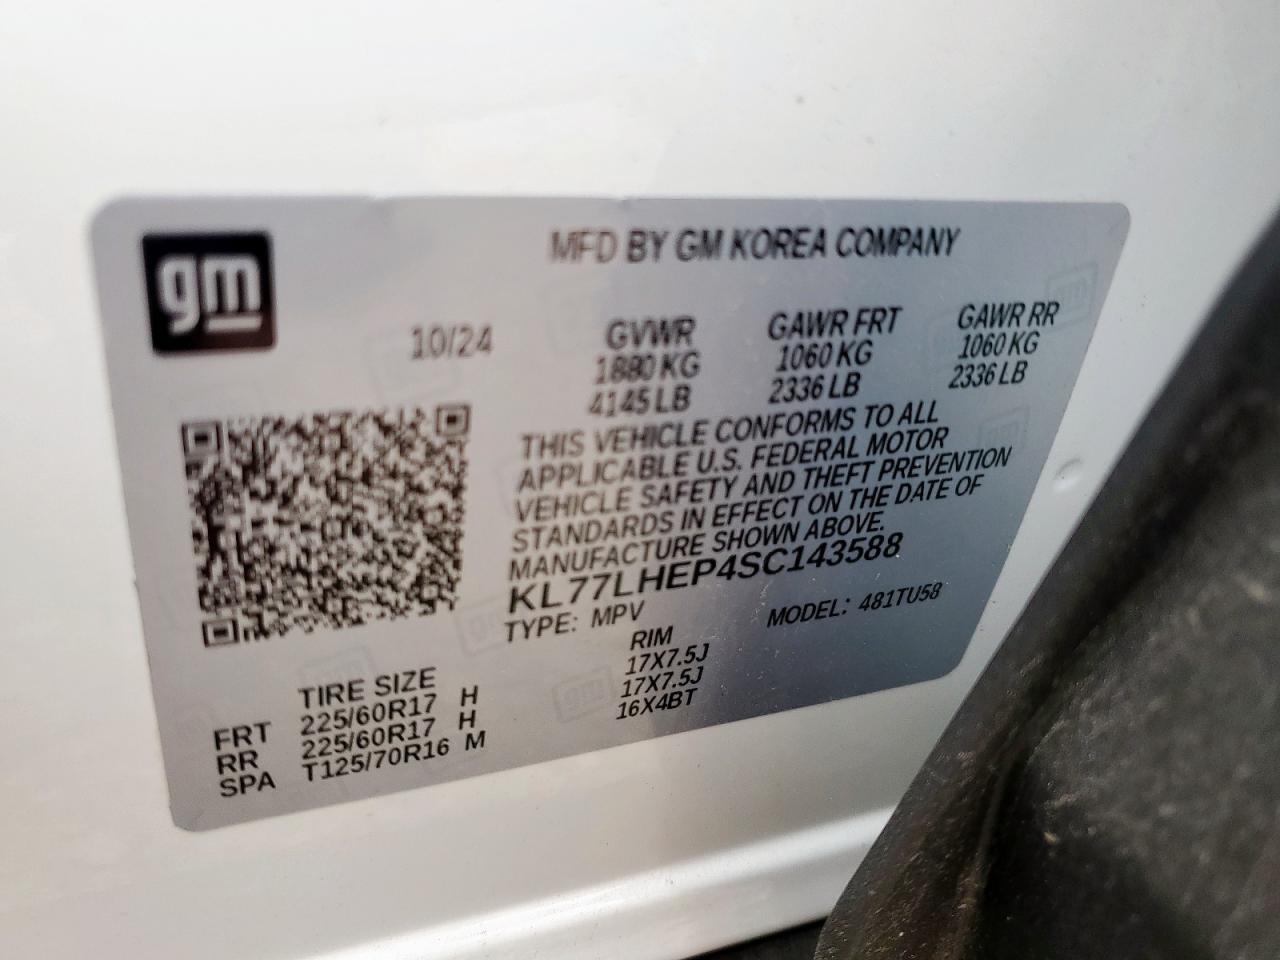 gm
MFD BY GM KOREA COMPANY
10/24
GVWR GAWR FRT GAWR RR
1880 KG 1060 KG 1060 KG
4145 LB 2336 LB 2336 LB
THIS VEHICLE CONFORMS TO ALL
APPLICABLE U.S. FEDERAL MOTOR
VEHICLE SAFETY AND THEFT PREVENTION
STANDARDS IN EFFECT ON THE DATE OF
MANUFACTURE SHOWN ABOVE.
KL77LHEP4SC143588
TYPE: MPV MODEL: 481TU58
TIRE SIZE RIM
FRT 225/60R17 H 17X7.5J
RR 225/60R17 H 17X7.5J
SPA T125/70R16 M 16X4BT